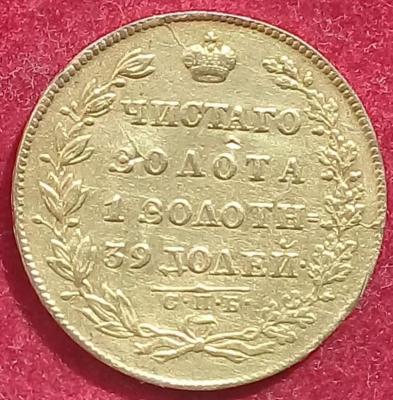 ЧИСТАГО
ЗОЛОТА
1 ЗОЛОТН=
39 ДОЛЕЙ.
С.П.Б.